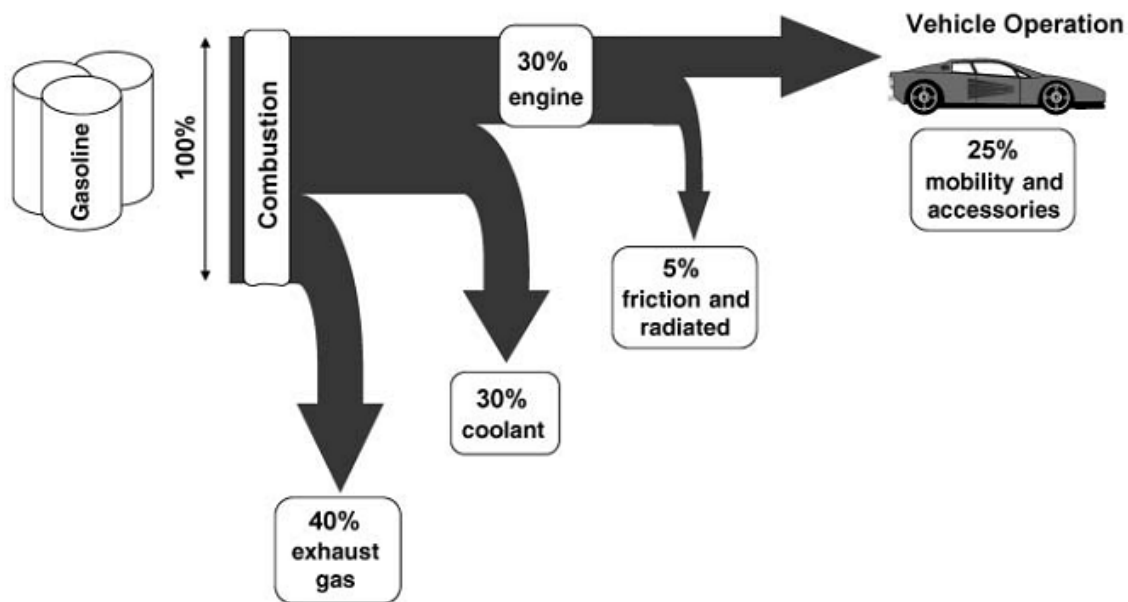 Vehicle Operation
Gasoline
100%
Combustion
30%
engine
25%
mobility and
accessories
5%
friction and
radiated
30%
coolant
40%
exhaust
gas